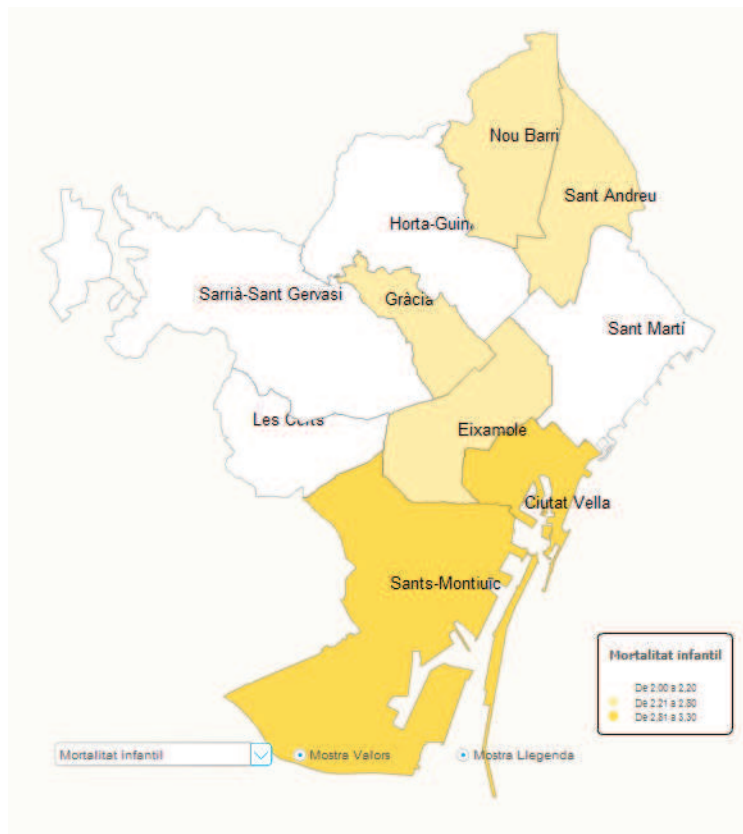 Nou Barri
Sant Andreu
Horta-Guin
Sarrià-Sant Gervasi
Gràcia
Sant Martí
Les Corts
Eixample
Ciutat Vella
Sants-Montjuïc
Mortalitat infantil
De 2,00 a 2,20
De 2,21 a 2,80
De 2,81 a 3,30
Mortalitat infantil
Mostra Valors
Mostra Llegenda